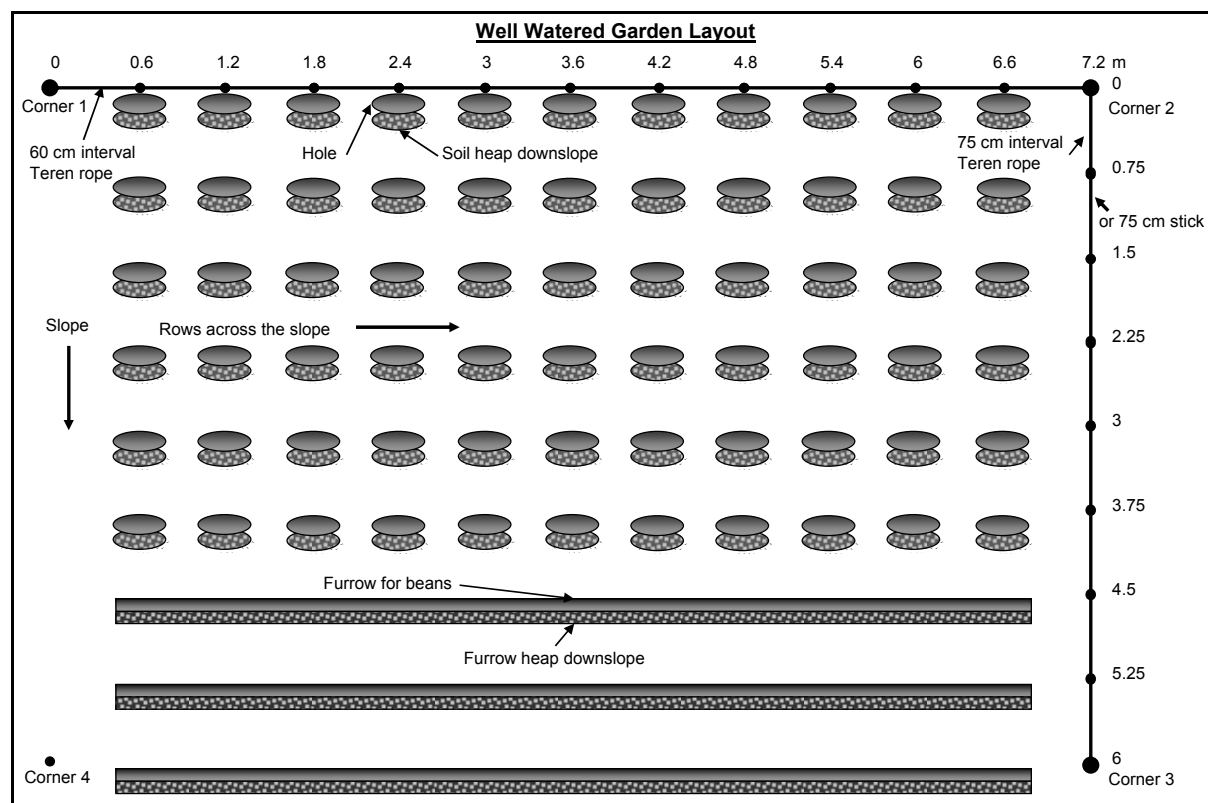 Well Watered Garden Layout
0 0.6 1.2 1.8 2.4 3 3.6 4.2 4.8 5.4 6 6.6 7.2 m
0
Corner 1
Corner 2
60 cm interval
Teren rope
Hole
Soil heap downslope
75 cm interval
Teren rope
0.75
or 75 cm stick
1.5
Slope
Rows across the slope
2.25
3
3.75
Furrow for beans
4.5
Furrow heap downslope
5.25
6
Corner 4
Corner 3